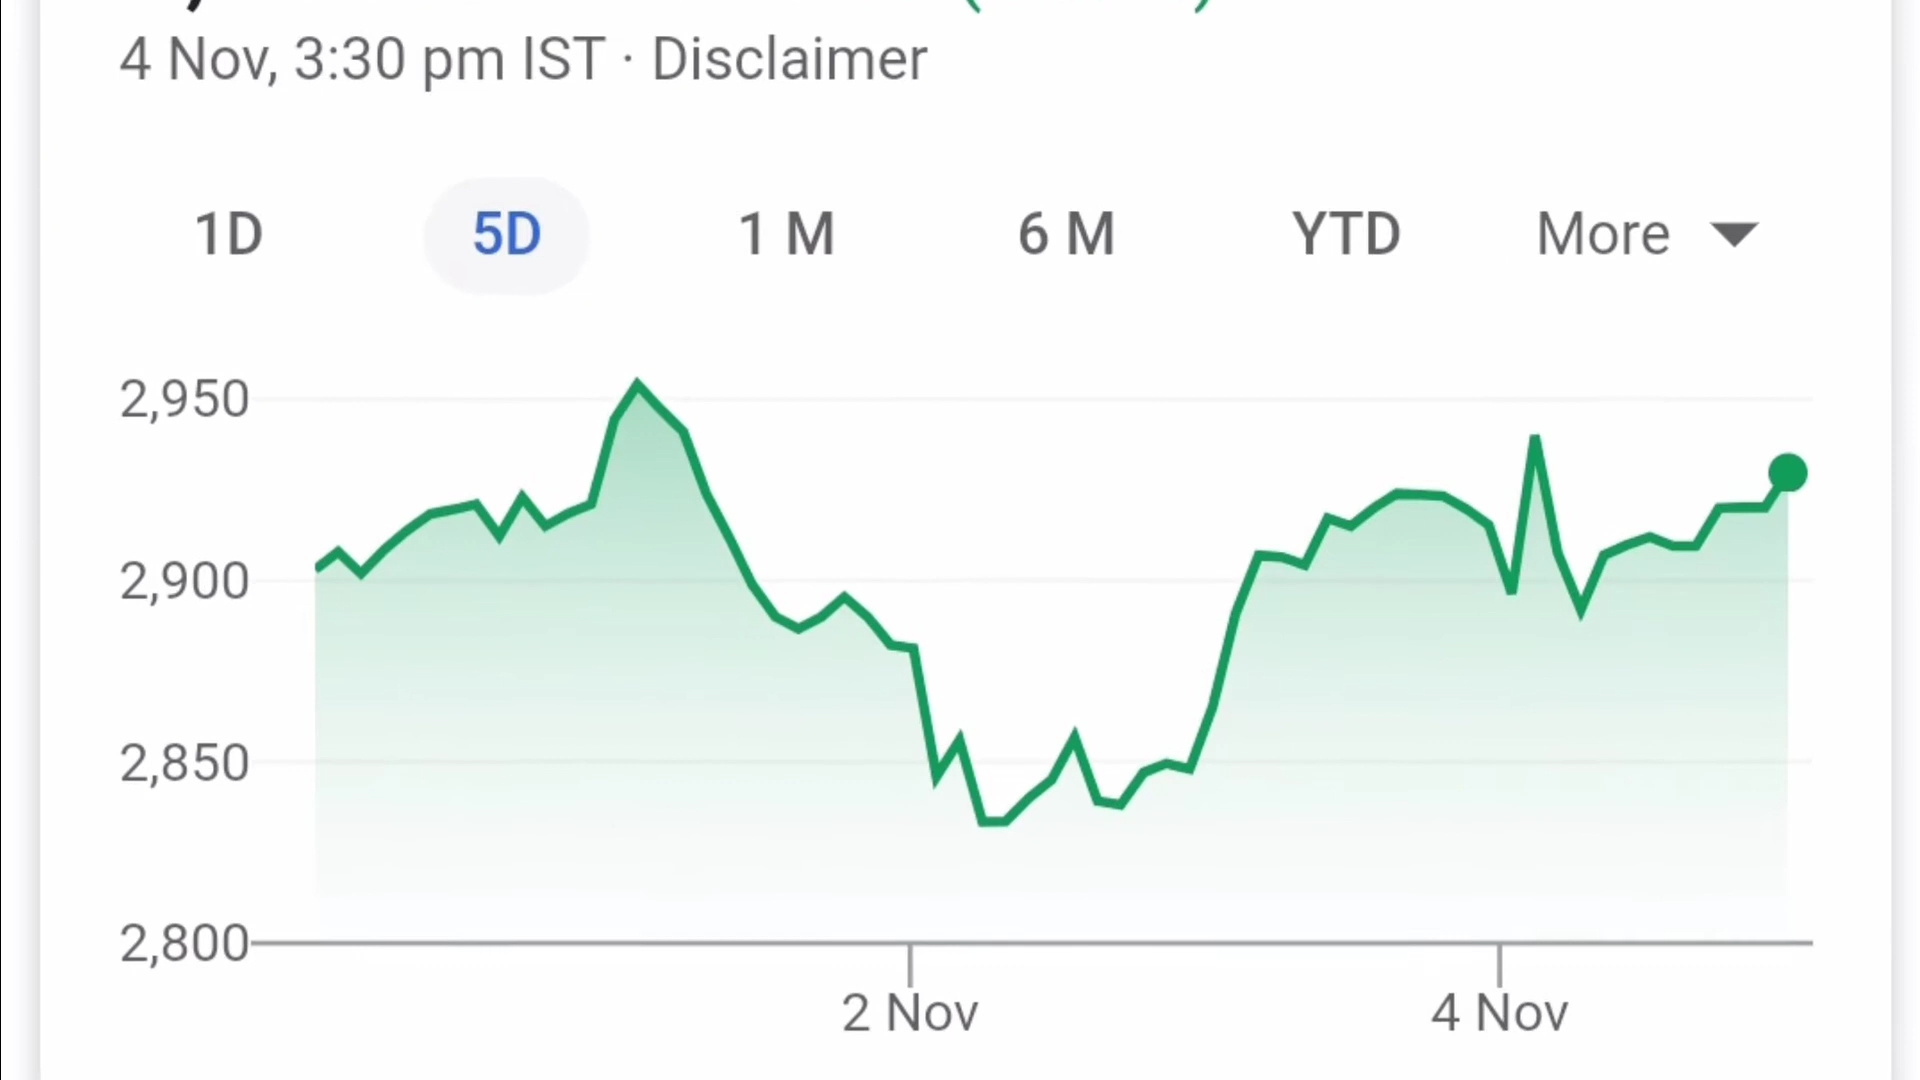 4 Nov, 3:30 pm IST · Disclaimer
1D 5D 1 M 6 M YTD More
2,950
2,900
2,850
2,800
2 Nov 4 Nov